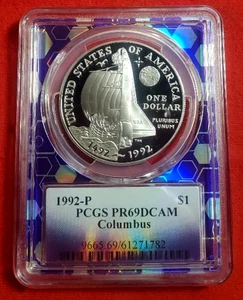 UNITED STATES OF AMERICA
ONE
DOLLAR
E
PLURIBUS
UNUM
1492~1992
1992-P $1
PCGS PR69DCAM
Columbus
9665.69/61271782